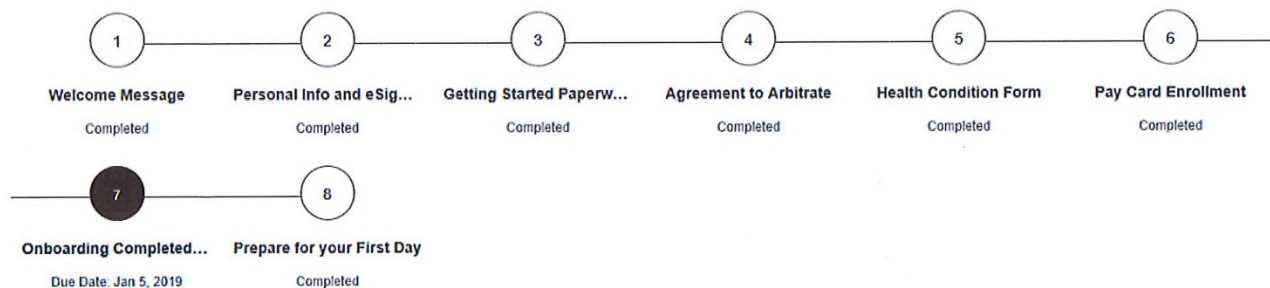 1 2 3 4 5 6
Welcome Message Personal Info and eSig... Getting Started Paperw... Agreement to Arbitrate Health Condition Form Pay Card Enrollment
Completed Completed Completed Completed Completed Completed
7 8
Onboarding Completed... Prepare for your First Day
Due Date: Jan 5, 2019 Completed